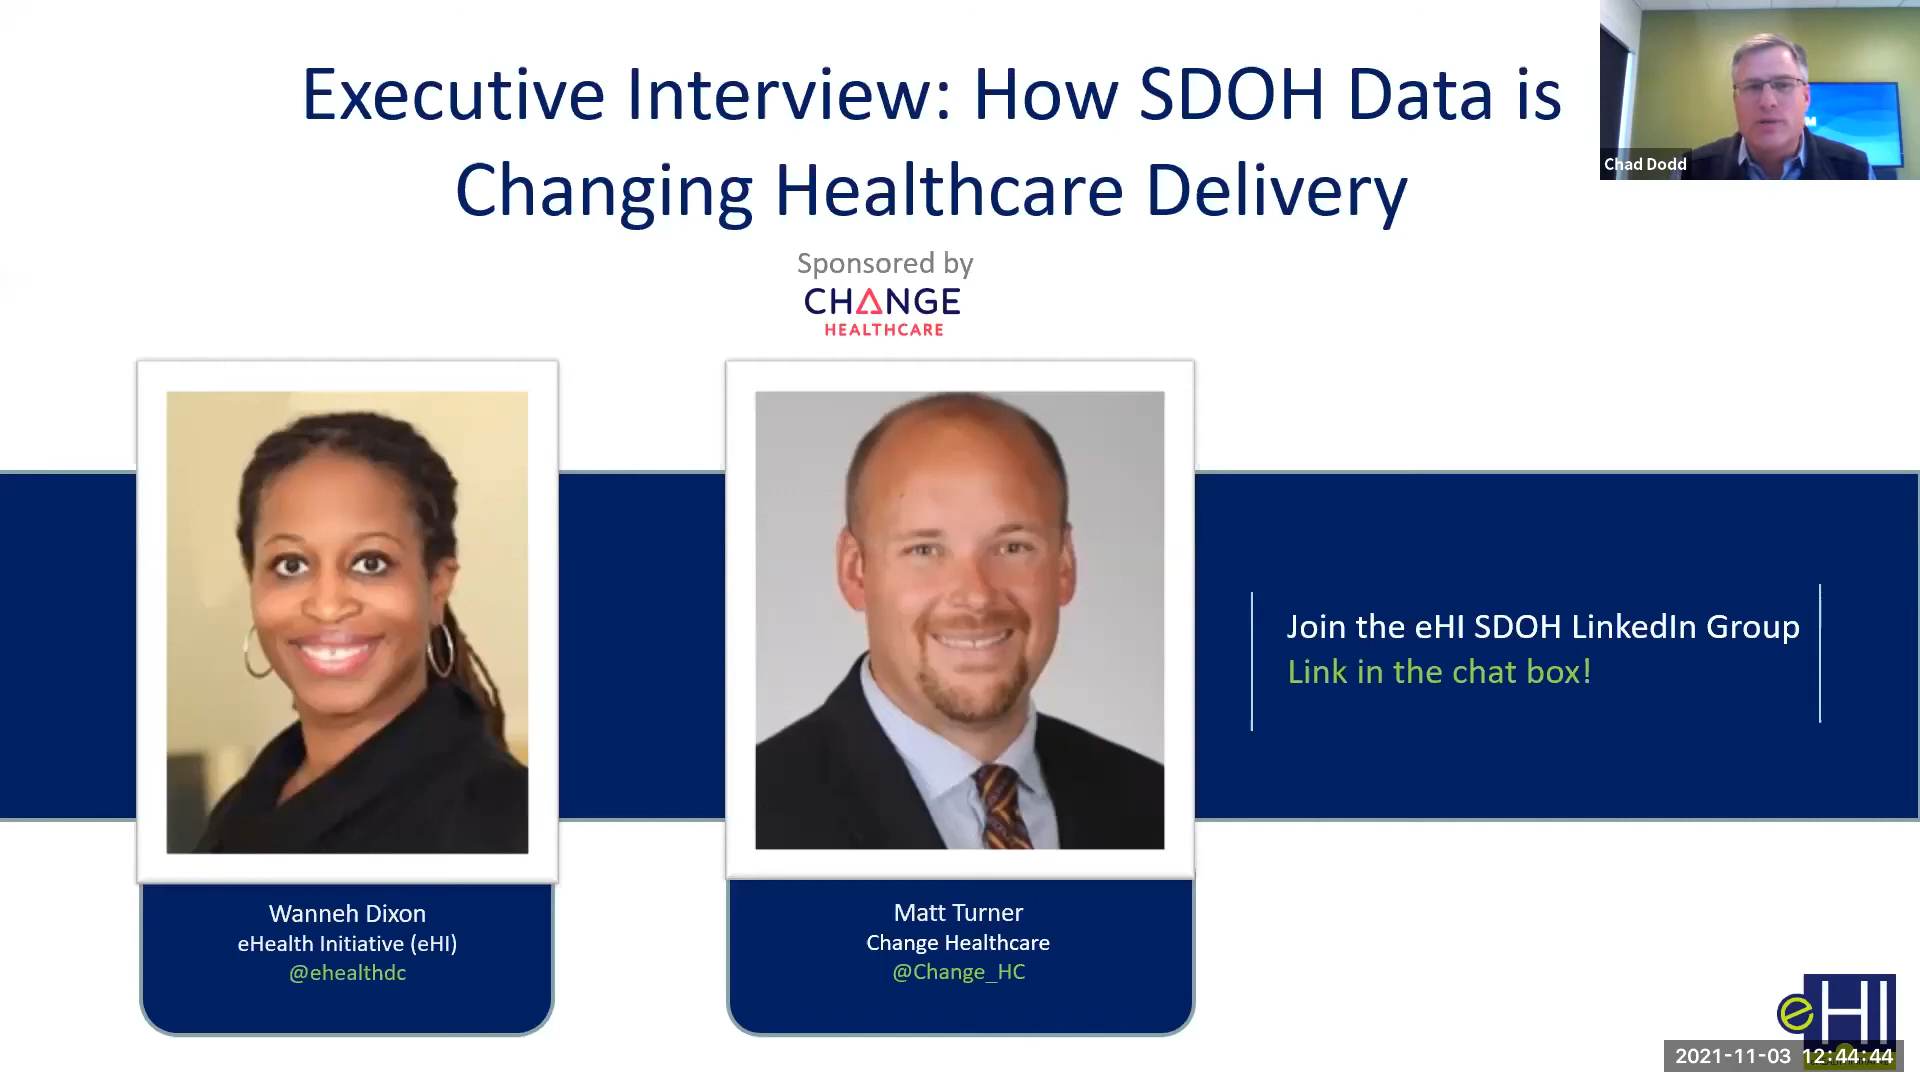 Executive Interview: How SDOH Data is
Changing Healthcare Delivery
Sponsored by
CHANGE
HEALTHCARE
Chad Dodd
Join the eHI SDOH LinkedIn Group
Link in the chat box!
Wanneh Dixon
eHealth Initiative (eHI)
@ehealthdc
Matt Turner
Change Healthcare
@Change_HC
eHI
2021-11-03 12:44:44